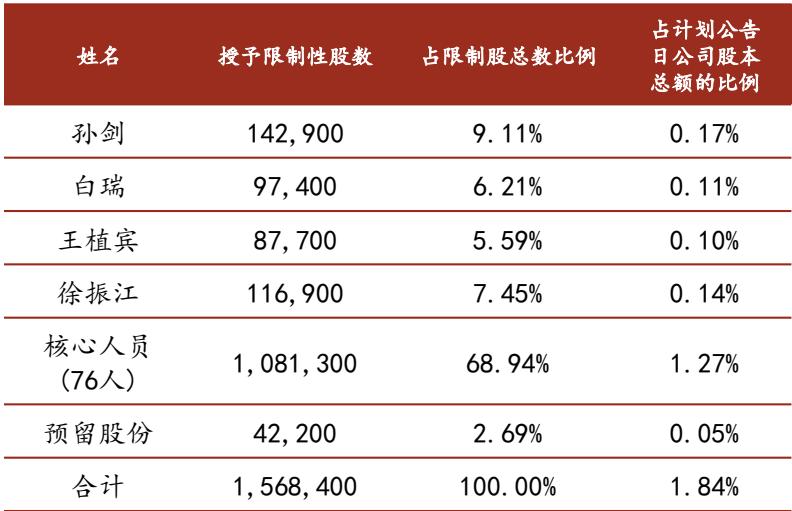 姓名 授予限制性股数 占限制股总数比例 占计划公告
日公司股本
总额的比例
孙剑 142,900 9.11% 0.17%
白瑞 97,400 6.21% 0.11%
王植宾 87,700 5.59% 0.10%
徐振江 116,900 7.45% 0.14%
核心人员
(76人) 1,081,300 68.94% 1.27%
预留股份 42,200 2.69% 0.05%
合计 1,568,400 100.00% 1.84%